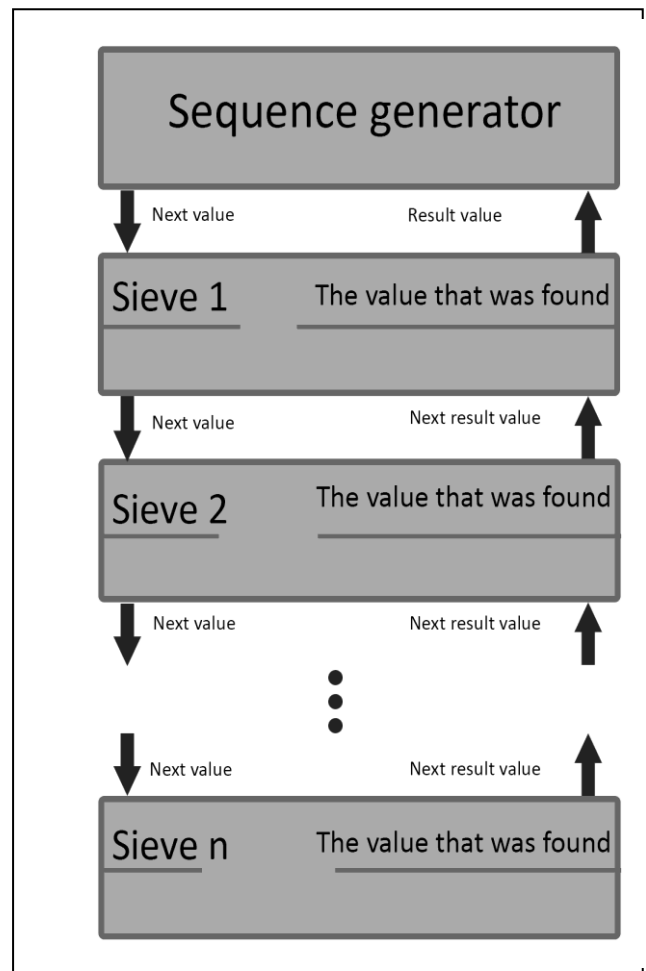 Sequence generator
Next value
Result value
Sieve 1
The value that was found
Next value
Next result value
Sieve 2
The value that was found
Next value
Next result value
Next value
Next result value
Sieve n
The value that was found